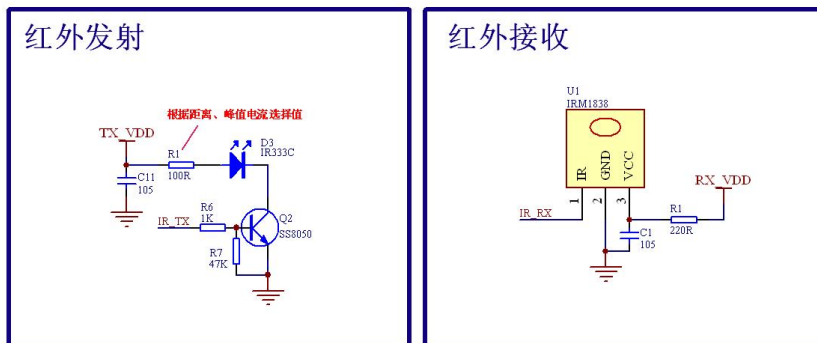 红外发射
根据距离、峰值电流选择值
TX_VDD
R1
100R
D3
IR333C
C11
105
IR_TX
R6
1K
Q2
SS8050
R7
47K
红外接收
U1
IRM1838
IR
GND
VCC
1
2
3
IR_RX
RX_VDD
R1
220R
C1
105